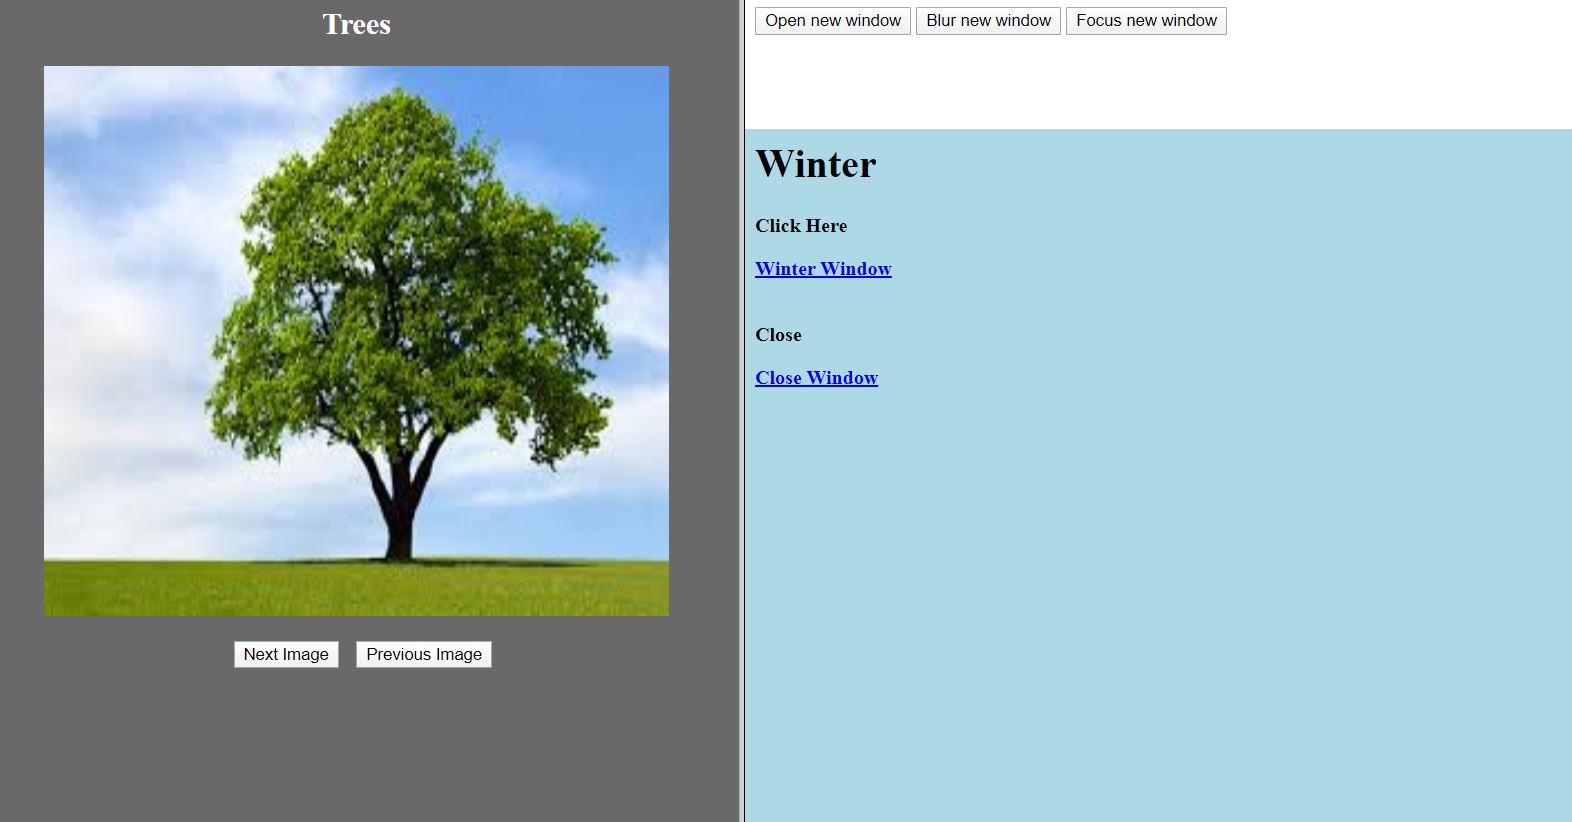 Trees
Next Image
Previous Image
Open new window
Blur new window
Focus new window
Winter
Click Here
Winter Window
Close
Close Window